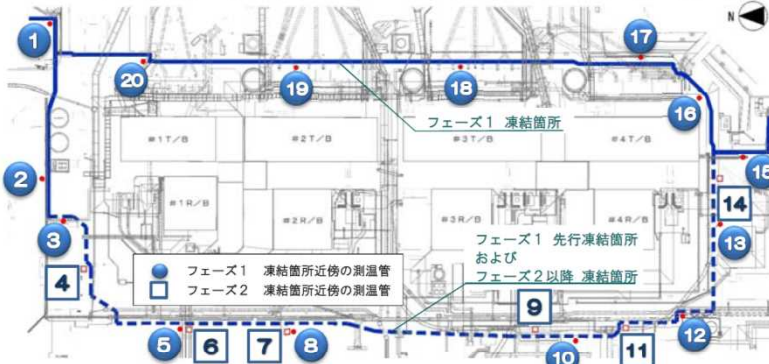 N
1
17
20
19
18
16
フェーズ1 凍結箇所
#1T/B
#2T/B
#3T/B
#4T/B
15
2
14
#1R/B
#2R/B
#3R/B
#4R/B
3
13
フェーズ1 先行凍結箇所
および
フェーズ2以降 凍結箇所
4
フェーズ1 凍結箇所近傍の測温管
フェーズ2 凍結箇所近傍の測温管
9
12
5
6
7
8
10
11